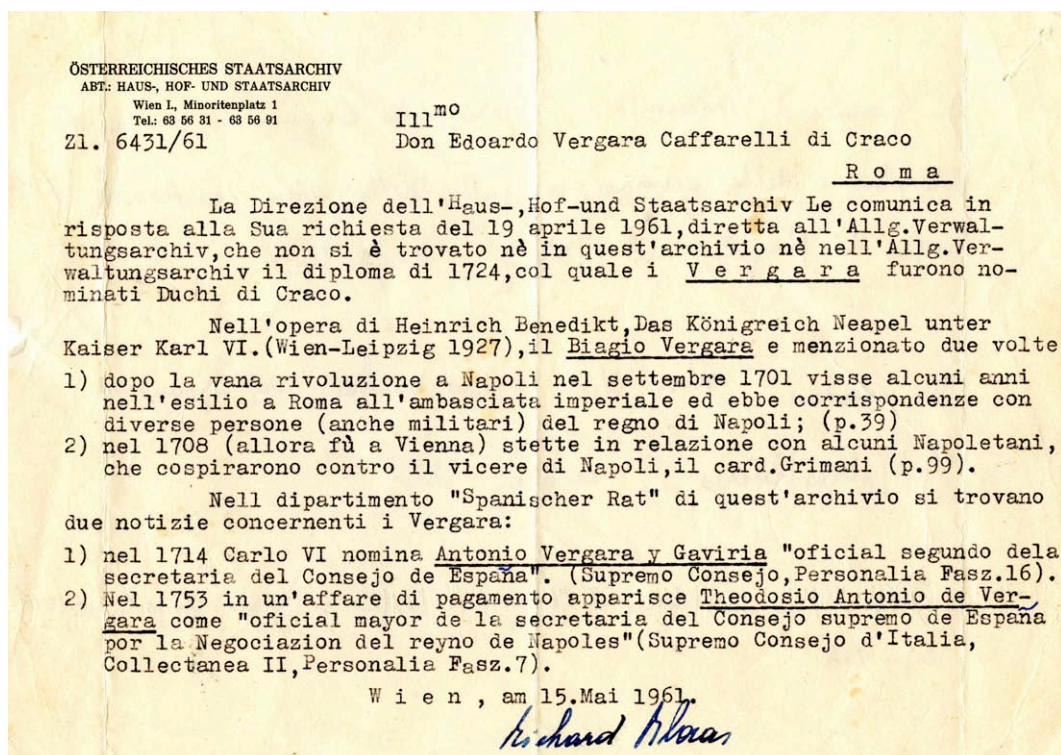 ÖSTERREICHISCHES STAATSARCHIV
ABT.: HAUS-, HOF- UND STAATSARCHIV
Wien I., Minoritenplatz 1
Tel.: 63 56 31 - 63 56 91
Zl. 6431/61
Ill^mo
Don Edoardo Vergara Caffarelli di Craco
R o m a
La Direzione dell'Haus-,Hof-und Staatsarchiv Le comunica in
risposta alla Sua richiesta del 19 aprile 1961,diretta all'Allg.Verwal-
tungsarchiv,che non si è trovato nè in quest'archivio nè nell'Allg.Ver-
waltungsarchiv il diploma di 1724,col quale i V e r g a r a furono no-
minati Duchi di Craco.
Nell'opera di Heinrich Benedikt,Das Königreich Neapel unter
Kaiser Karl VI.(Wien-Leipzig 1927),il Biagio Vergara e menzionato due volte
1) dopo la vana rivoluzione a Napoli nel settembre 1701 visse alcuni anni
nell'esilio a Roma all'ambasciata imperiale ed ebbe corrispondenze con
diverse persone (anche militari) del regno di Napoli; (p.39)
2) nel 1708 (allora fù a Vienna) stette in relazione con alcuni Napoletani,
che cospirarono contro il vicere di Napoli,il card.Grimani (p.99).
Nell dipartimento "Spanischer Rat" di quest'archivio si trovano
due notizie concernenti i Vergara:
1) nel 1714 Carlo VI nomina Antonio Vergara y Gaviria "oficial segundo dela
secretaria del Consejo de España". (Supremo Consejo,Personalia Fasz.16).
2) Nel 1753 in un'affare di pagamento apparisce Theodosio Antonio de Ver-
gara come "oficial mayor de la secretaria del Consejo supremo de España
por la Negociazion del reyno de Napoles"(Supremo Consejo d'Italia,
Collectanea II,Personalia Fasz.7).
W i e n , am 15.Mai 1961.
Richard Blaas